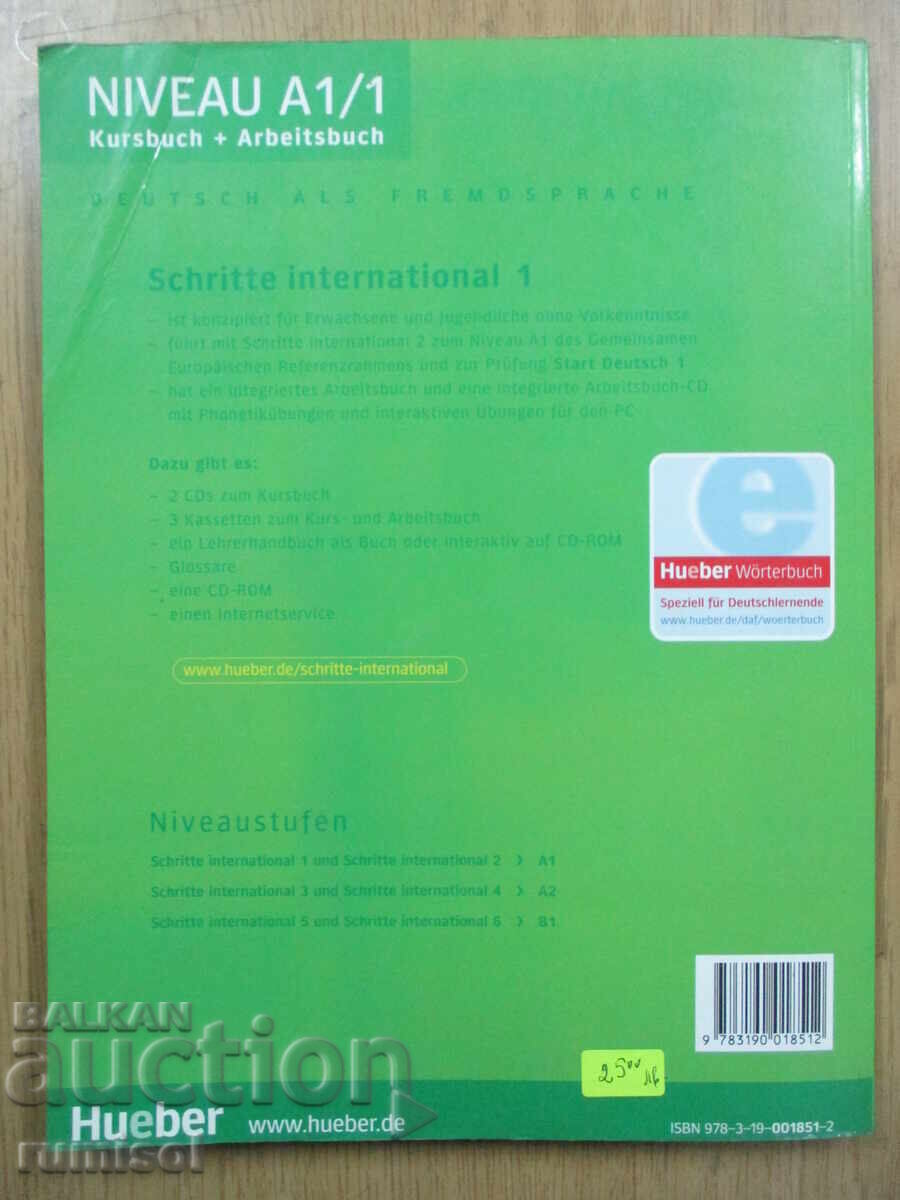 NIVEAU A1/1
Kursbuch + Arbeitsbuch
DEUTSCH ALS FREMDSPRACHE
Schritte international 1
– ist konzipiert für Erwachsene und Jugendliche ohne Vorkenntnisse
– führt mit Schritte international 2 zum Niveau A1 des Gemeinsamen
Europäischen Referenzrahmens und zur Prüfung Start Deutsch 1
– hat ein integriertes Arbeitsbuch und eine integrierte Arbeitsbuch-CD
mit Phonetikübungen und interaktiven Übungen für den PC
Dazu gibt es:
– 2 CDs zum Kursbuch
– 3 Kassetten zum Kurs- und Arbeitsbuch
– ein Lehrerhandbuch als Buch oder interaktiv auf CD-ROM
– Glossare
– eine CD-ROM
– einen Internetservice
www.hueber.de/schritte-international
e
Hueber Wörterbuch
Speziell für Deutschlernende
www.hueber.de/daf/woerterbuch
Niveaustufen
Schritte international 1 und Schritte international 2 > A1
Schritte international 3 und Schritte international 4 > A2
Schritte international 5 und Schritte international 6 > B1
9 783190 018512
25⁰⁰ лв.
BALKAN
auction
Hueber www.hueber.de
ISBN 978-3-19-001851-2
rumisol